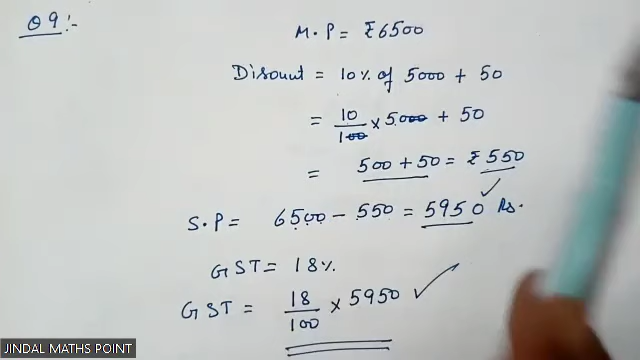 Q9:-
M.P = ₹6500
Disount = 10% of 5000 + 50
= 10/100 × 5000 + 50
= 500 + 50 = ₹550
S.P = 6500 - 550 = 5950 Rs.
GST = 18%
GST = 18/100 × 5950
JINDAL MATHS POINT